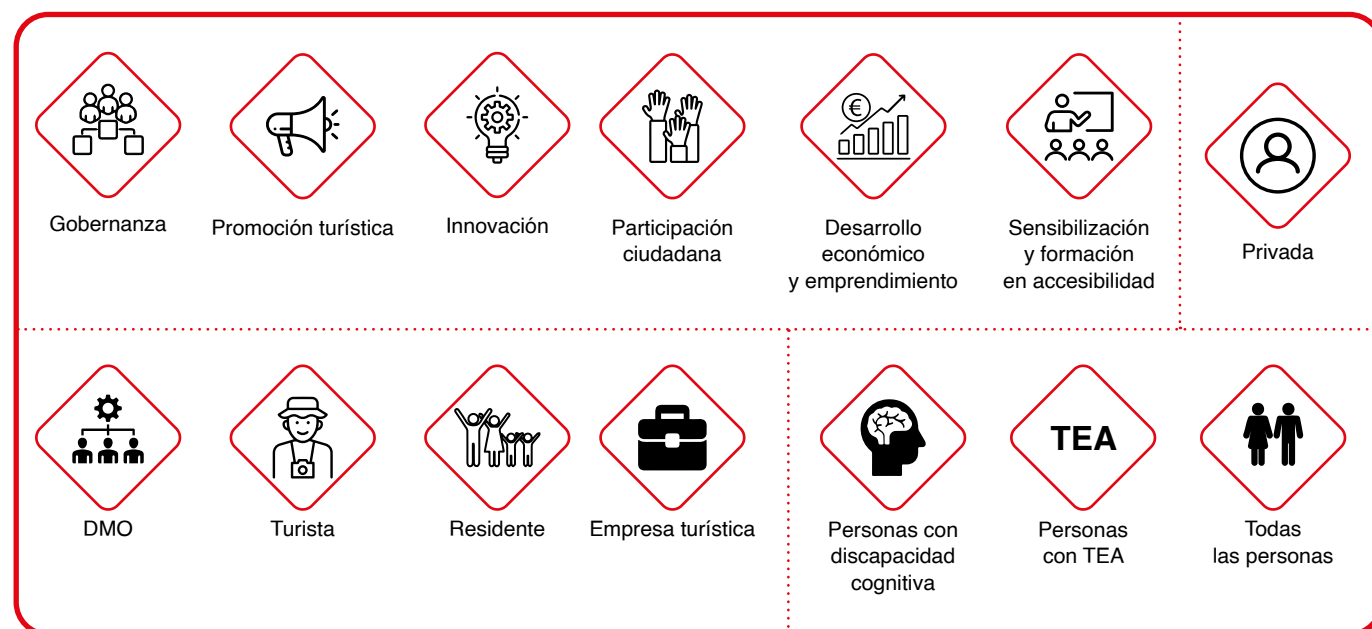 €
Gobernanza
Promoción turística
Innovación
Participación
ciudadana
Desarrollo
económico
y emprendimiento
Sensibilización
y formación
en accesibilidad
Privada
DMO
Turista
Residente
Empresa turística
Personas con
discapacidad
cognitiva
TEA
Personas
con TEA
Todas
las personas